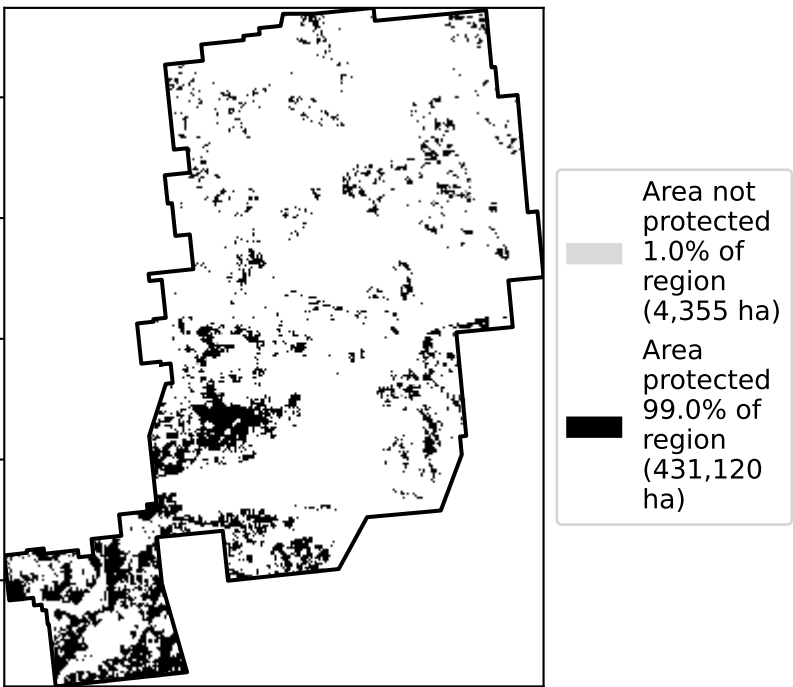 Area not
protected
1.0% of
region
(4,355 ha)
Area
protected
99.0% of
region
(431,120
ha)